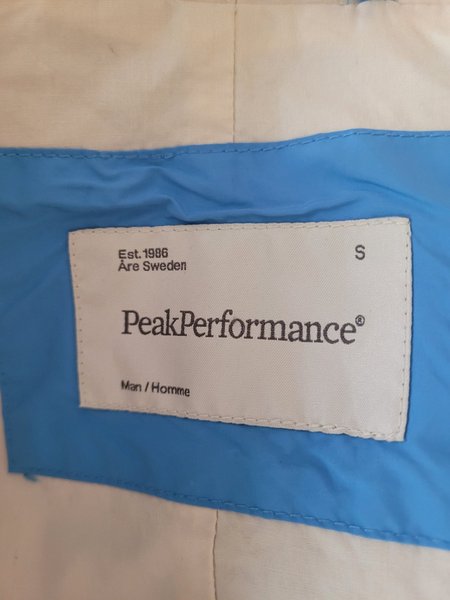 Est. 1986
Åre Sweden
S
PeakPerformance®
Man / Homme